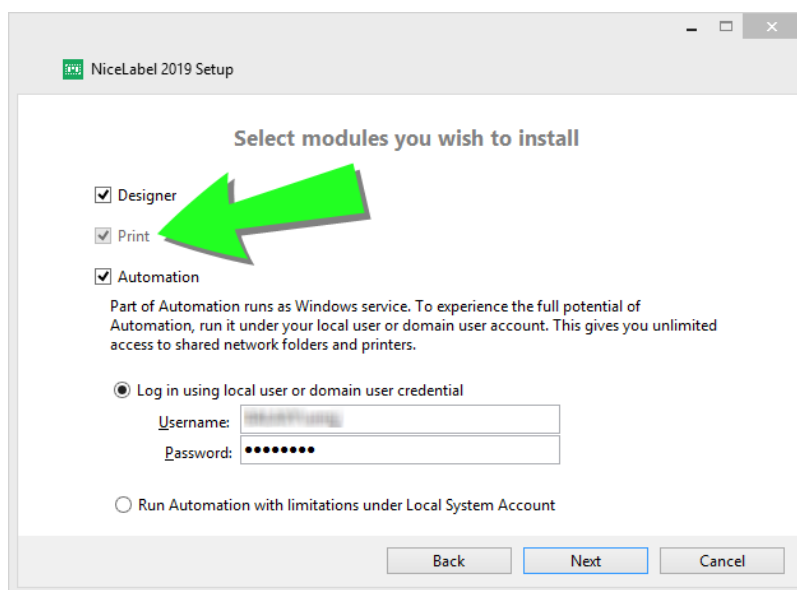 NiceLabel 2019 Setup
Select modules you wish to install
Designer
Print
Automation
Part of Automation runs as Windows service. To experience the full potential of
Automation, run it under your local user or domain user account. This gives you unlimited
access to shared network folders and printers.
Log in using local user or domain user credential
Username:
Password: ●●●●●●●●
Run Automation with limitations under Local System Account
Back Next Cancel